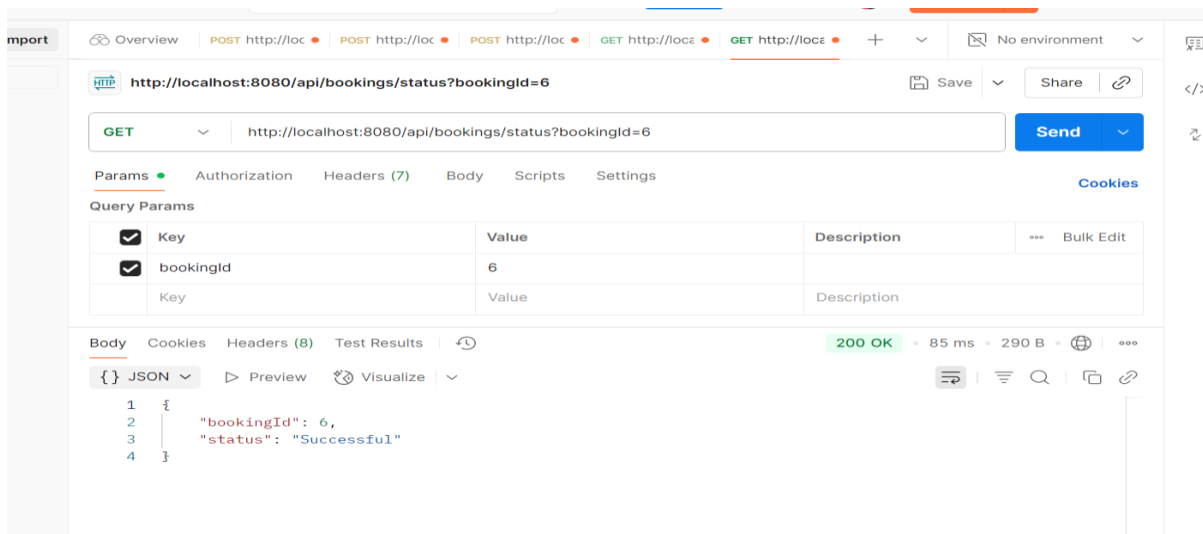 mport
Overview POST http://loc POST http://loc POST http://loc GET http://loca GET http://loca No environment
HTTP http://localhost:8080/api/bookings/status?bookingId=6 Save Share
GET http://localhost:8080/api/bookings/status?bookingId=6 Send
Params Authorization Headers (7) Body Scripts Settings
Cookies
Query Params
Key Value Description Bulk Edit
bookingId 6
Key Value Description
Body Cookies Headers (8) Test Results 200 OK 85 ms 290 B
{} JSON Preview Visualize
1 {
2 "bookingId": 6,
3 "status": "Successful"
4 }